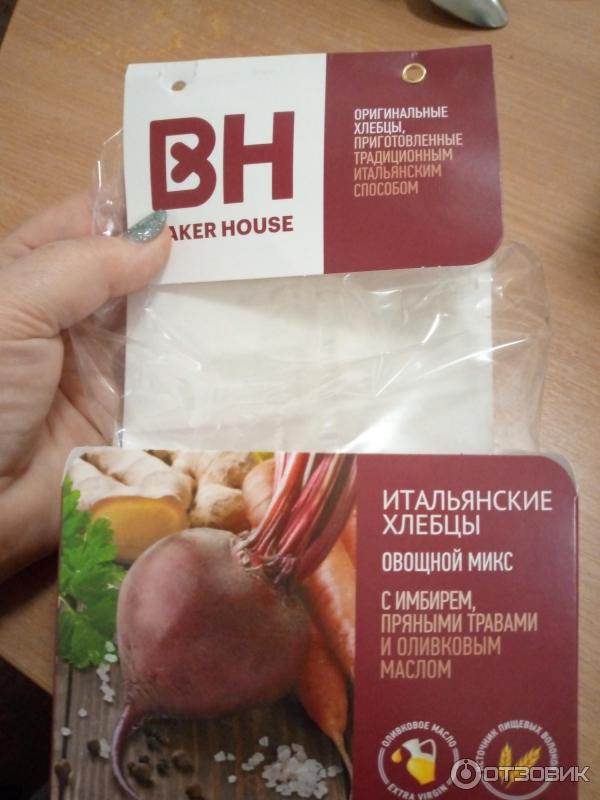 BH
BAKER HOUSE
ОРИГИНАЛЬНЫЕ
ХЛЕБЦЫ,
ПРИГОТОВЛЕННЫЕ
ТРАДИЦИОННЫМ
ИТАЛЬЯНСКИМ
СПОСОБОМ
ИТАЛЬЯНСКИЕ
ХЛЕБЦЫ
ОВОЩНОЙ МИКС
С ИМБИРЕМ,
ПРЯНЫМИ ТРАВАМИ
И ОЛИВКОВЫМ
МАСЛОМ
ОЛИВКОВОЕ МАСЛО
EXTRA VIRGIN
ИСТОЧНИК ПИЩЕВЫХ ВОЛОКОН
ОТЗОВИК